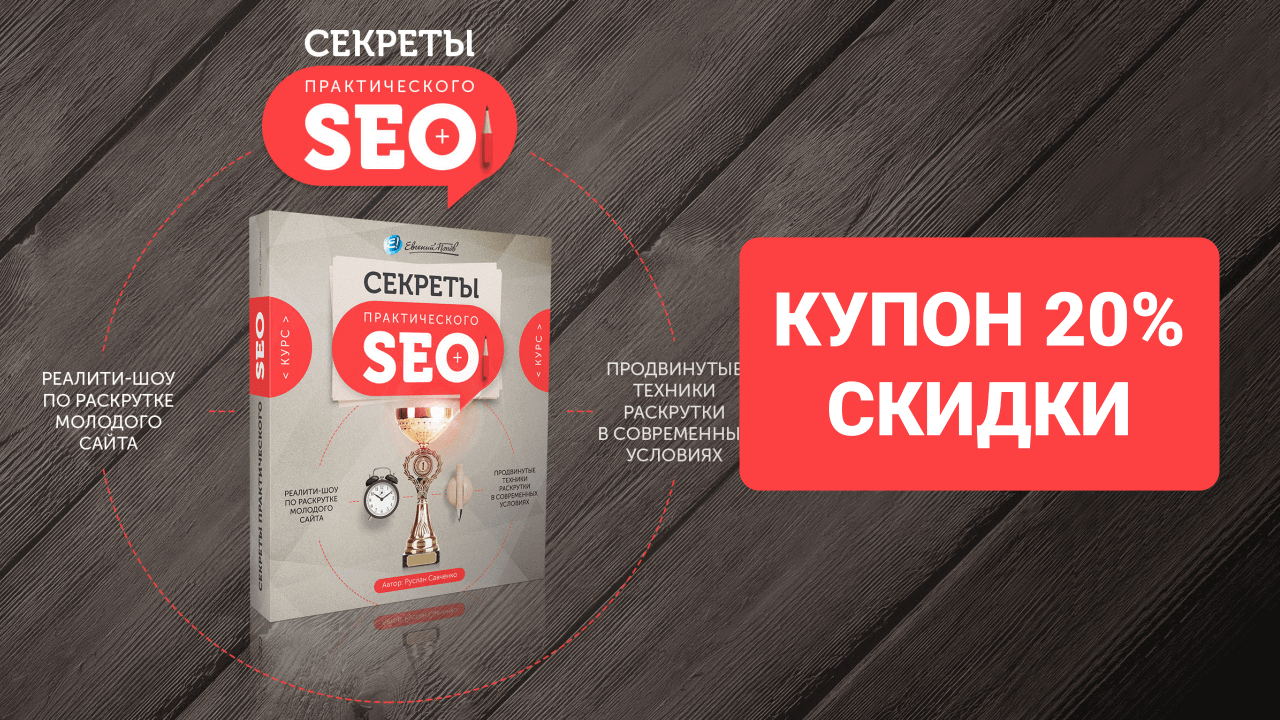 СЕКРЕТЫ
ПРАКТИЧЕСКОГО
SEO
+
РЕАЛИТИ-ШОУ
ПО РАСКРУТКЕ
МОЛОДОГО
САЙТА
Евгений Попов
СЕКРЕТЫ
ПРАКТИЧЕСКОГО
SEO
+
< КУРС >
< КУРС >
SEO
СЕКРЕТЫ ПРАКТИЧЕСКОГО
РЕАЛИТИ-ШОУ
ПО РАСКРУТКЕ
МОЛОДОГО
САЙТА
ПРОДВИНУТЫЕ
ТЕХНИКИ
РАСКРУТКИ
В СОВРЕМЕННЫХ
УСЛОВИЯХ
Автор: Руслан Савченко
ПРОДВИНУТЫЕ
ТЕХНИКИ
РАСКРУТКИ
В СОВРЕМЕННЫ
УСЛОВИЯХ
КУПОН 20%
СКИДКИ